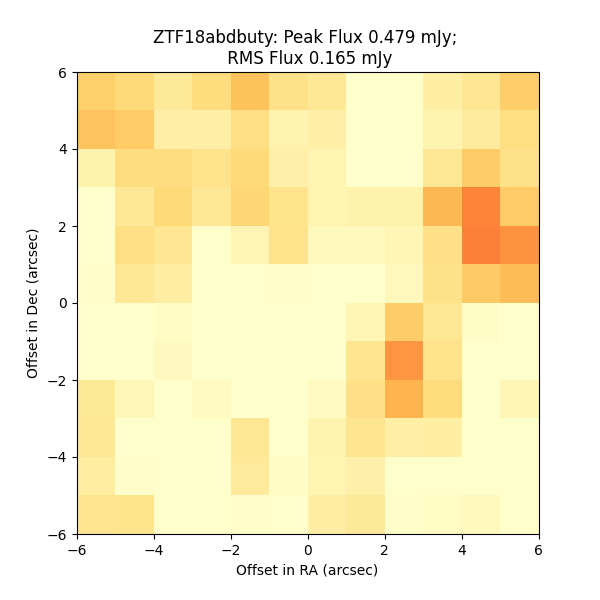 ZTF18abdbuty: Peak Flux 0.479 mJy;
RMS Flux 0.165 mJy
6
4
2
0
−2
−4
−6
Offset in Dec (arcsec)
−6 −4 −2 0 2 4 6
Offset in RA (arcsec)